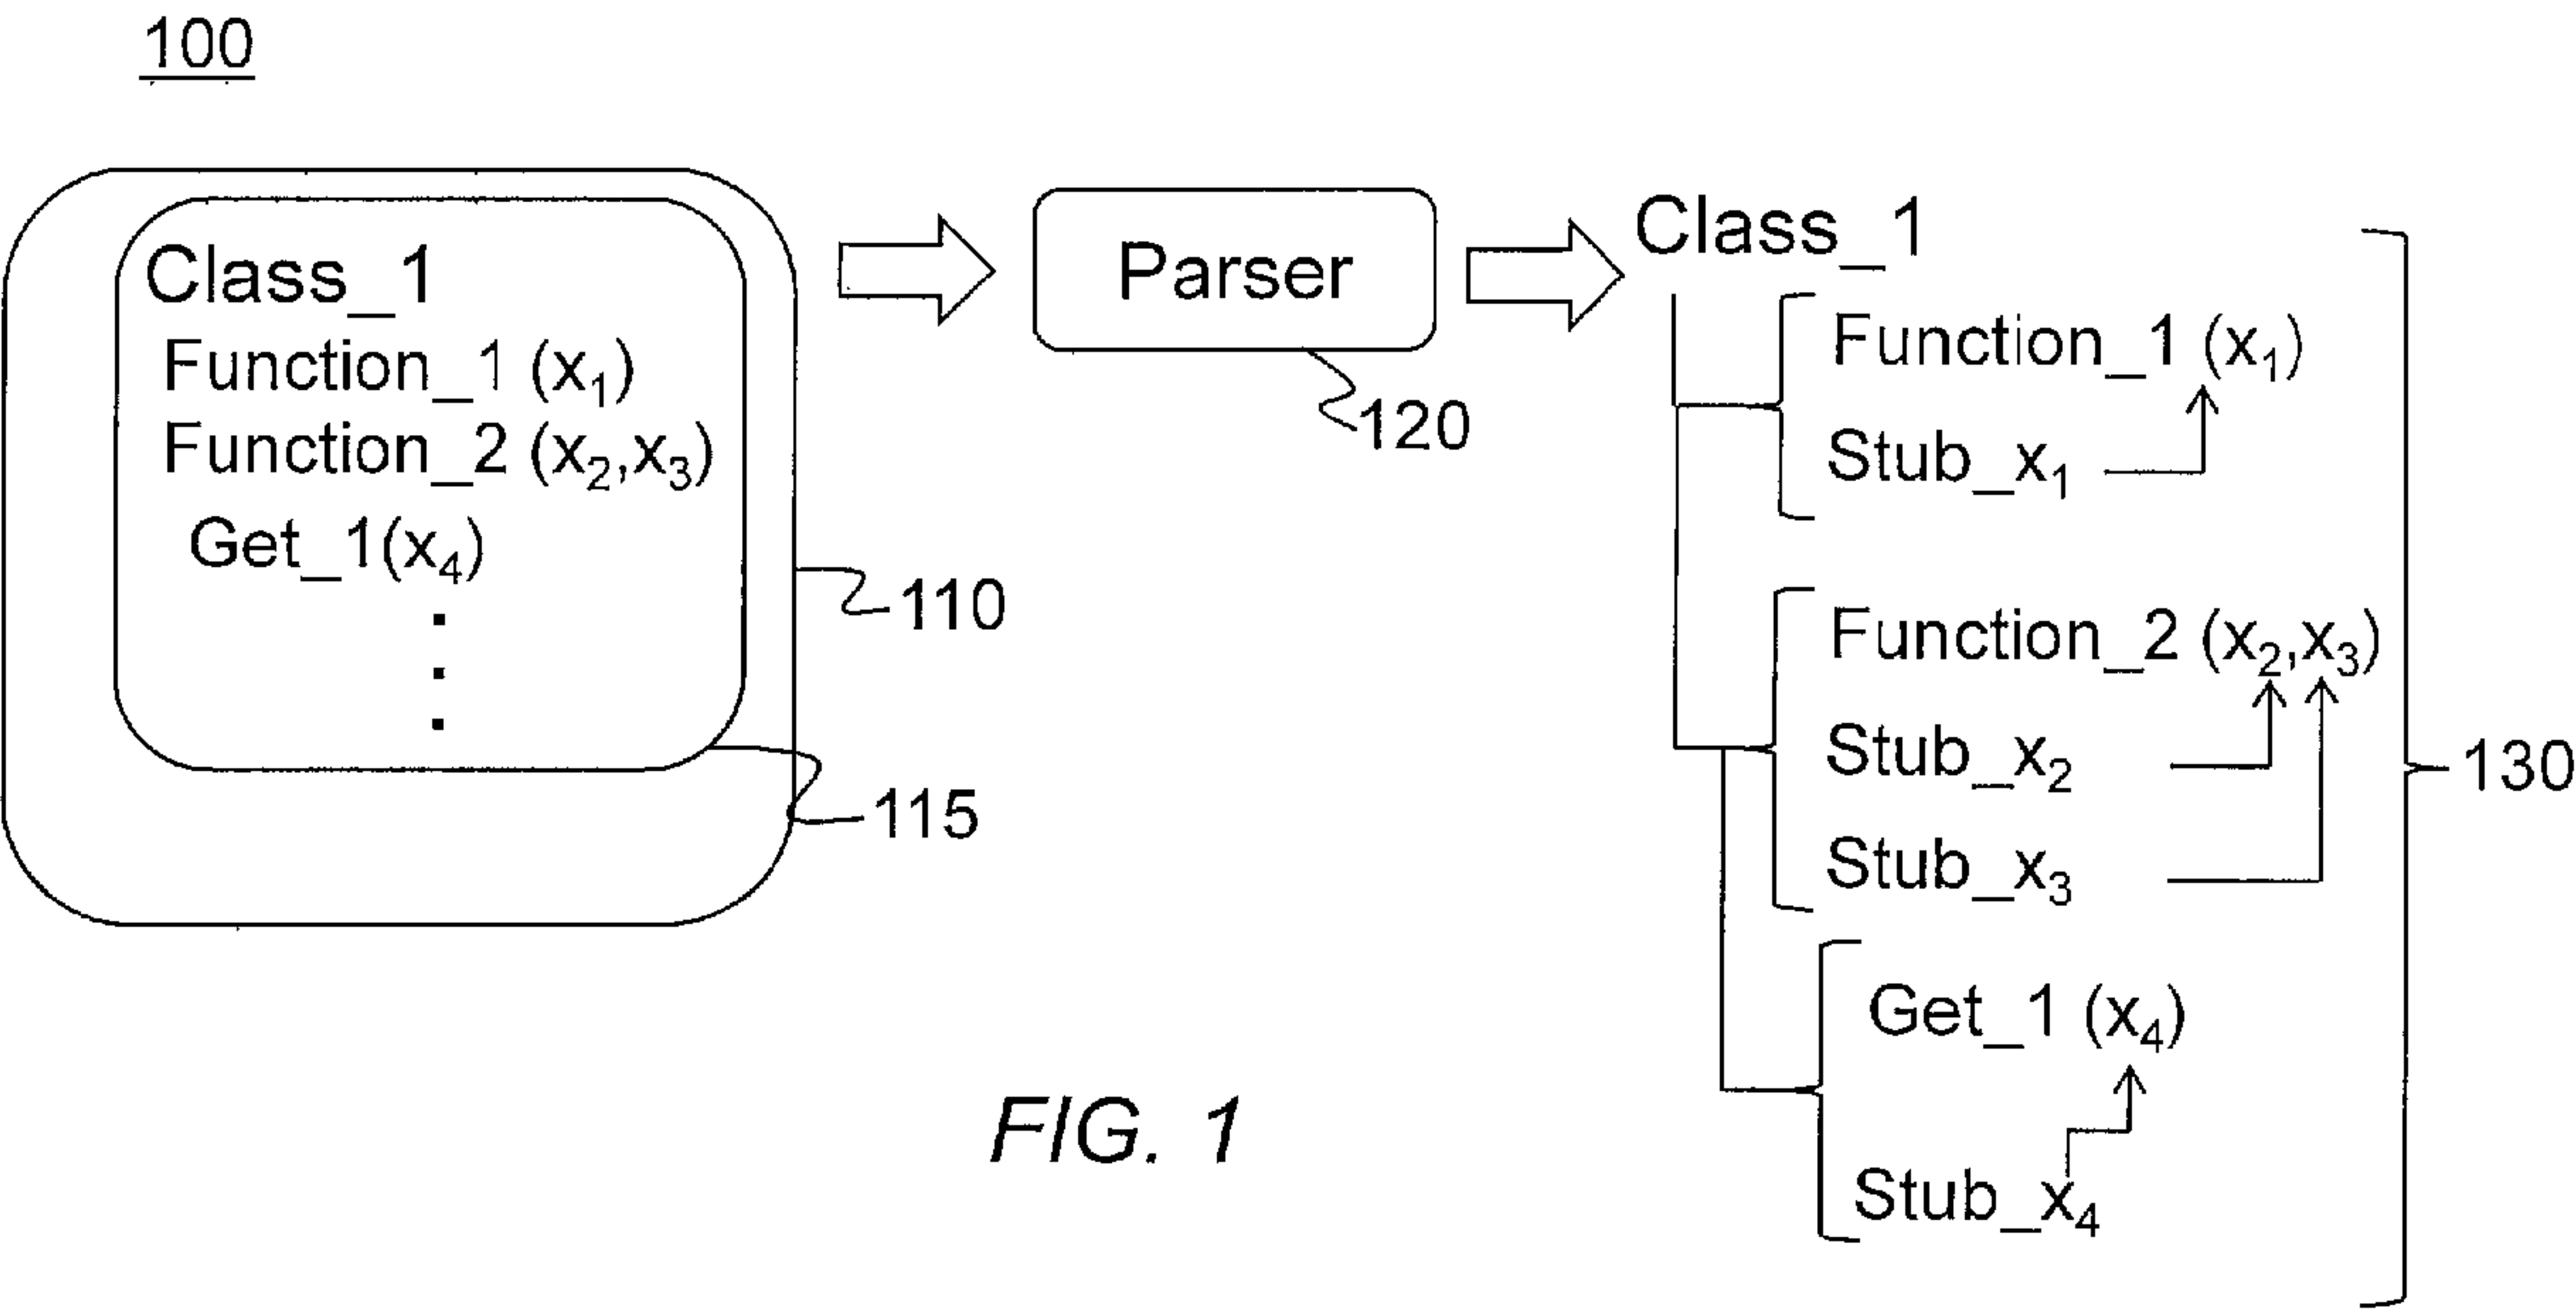 100
Class_1
Function_1 (x₁)
Function_2 (x₂,x₃)
Get_1(x₄)
.
.
.
110
115
Parser
120
Class_1
Function_1 (x₁)
Stub_x₁
Function_2 (x₂,x₃)
Stub_x₂
Stub_x₃
Get_1 (x₄)
Stub_x₄
130
FIG. 1